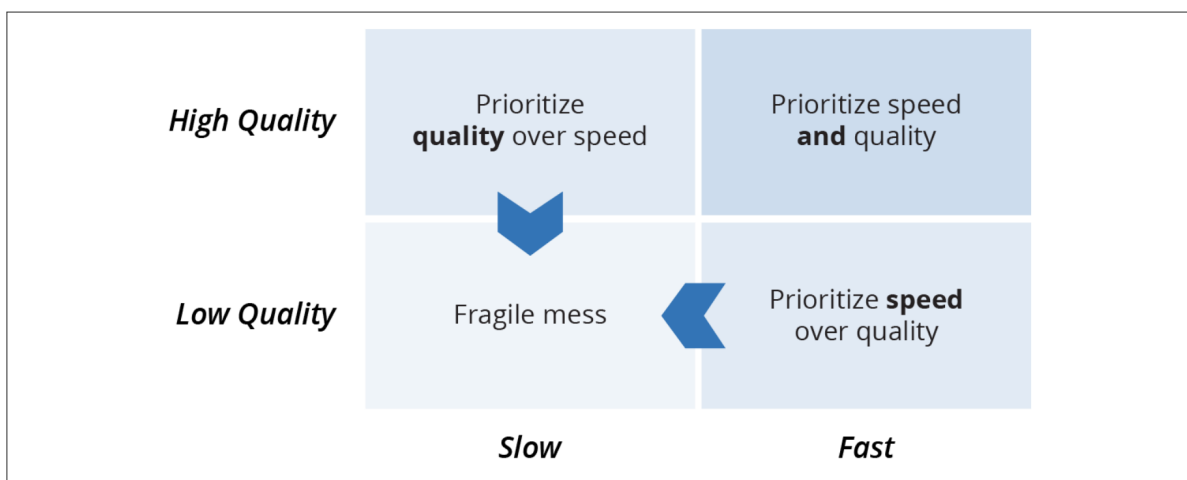 High Quality
Prioritize
quality over speed
Prioritize speed
and quality
Low Quality
Fragile mess
Prioritize speed
over quality
Slow
Fast